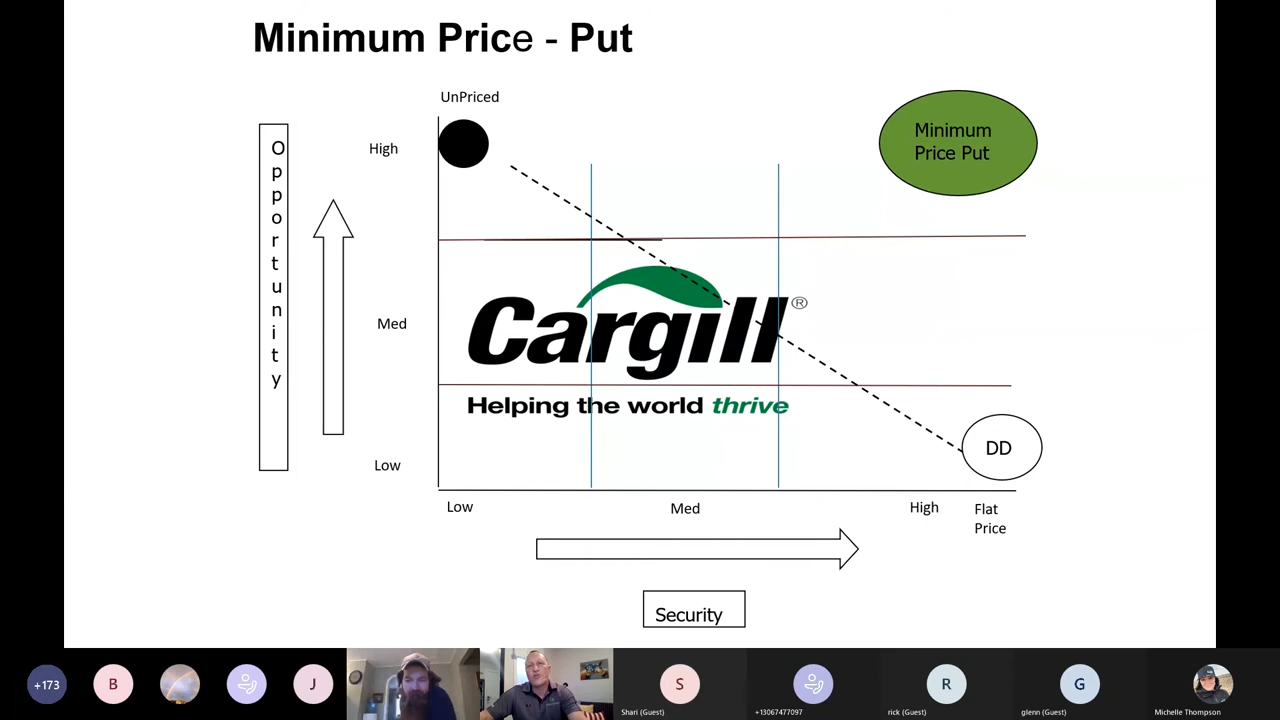 Minimum Price - Put
UnPriced
Opportunity
High
Med
Low
Minimum
Price Put
Cargill®
Helping the world thrive
DD
Low
Med
High
Flat
Price
Security
+173
B
J
S
Shari (Guest)
+13067477097
R
rick (Guest)
G
glenn (Guest)
Michelle Thompson